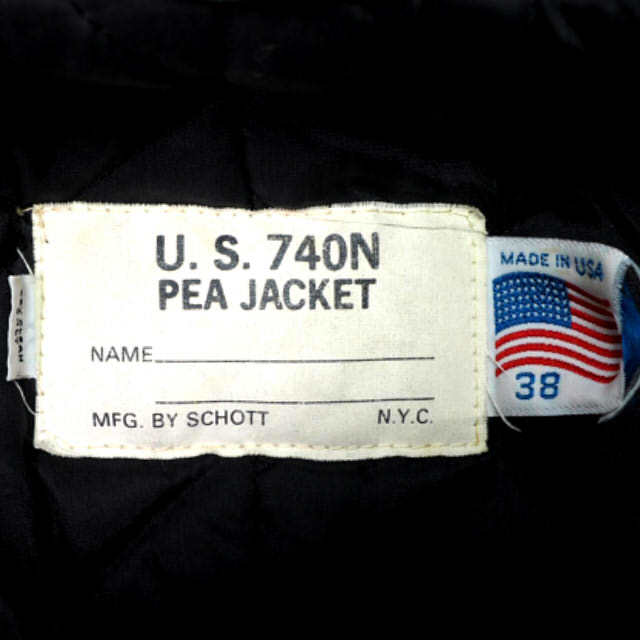 U. S. 740N
PEA JACKET
NAME
MFG. BY SCHOTT N.Y.C.
MADE IN USA
38